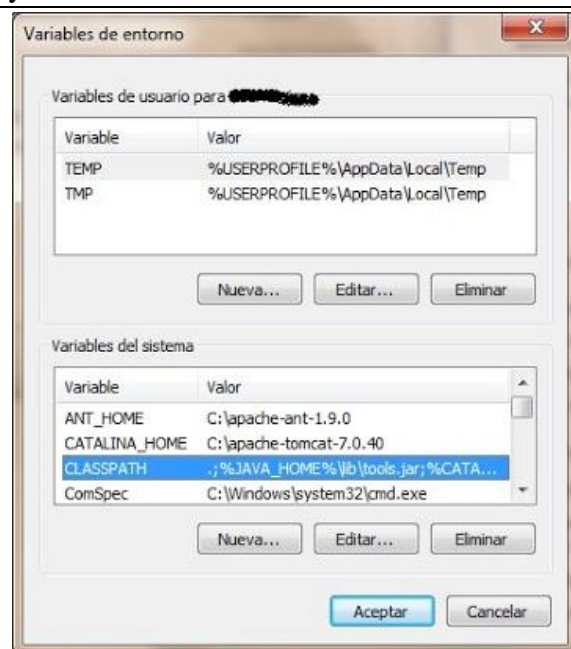 Variables de entorno
Variables de usuario para
Variable Valor
TEMP %USERPROFILE%\AppData\Local\Temp
TMP %USERPROFILE%\AppData\Local\Temp
Nueva... Editar... Eliminar
Variables del sistema
Variable Valor
ANT_HOME C:\apache-ant-1.9.0
CATALINA_HOME C:\apache-tomcat-7.0.40
CLASSPATH .;%JAVA_HOME%\lib\tools.jar;%CATA...
ComSpec C:\Windows\system32\cmd.exe
Nueva... Editar... Eliminar
Aceptar Cancelar